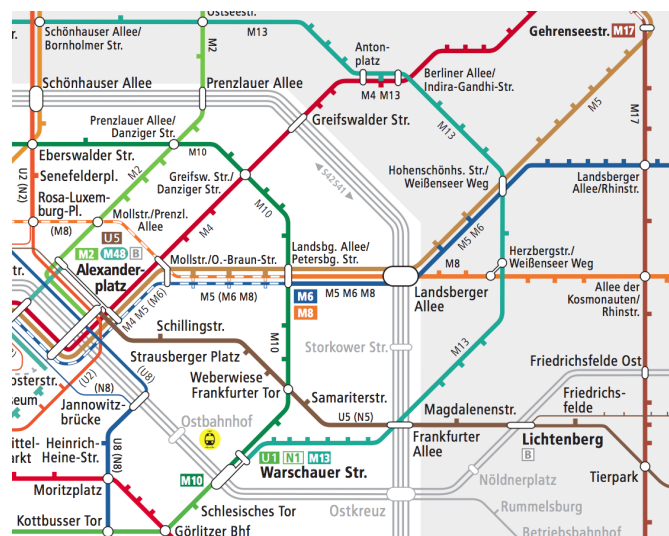 Ostseestr.
Schönhauser Allee/
Bornholmer Str.
M2
M13
Gehrenseestr. M17
Anton-
platz
Berliner Allee/
Indira-Gandhi-Str.
M4 M13
Schönhauser Allee
Prenzlauer Allee
M5
M17
Greifswalder Str.
M13
Prenzlauer Allee/
Danziger Str.
M10
Eberswalder Str.
Senefelderpl.
U2 (N2)
M2
Greifsw. Str./
Danziger Str.
S42 S41
Hohenschönhs. Str./
Weißenseer Weg
Landsberger
Allee/Rhinstr.
Rosa-Luxem-
burg-Pl.
(M8)
Mollstr./Prenzl.
Allee
M10
M4
U5
M2 M48 B
tr.
Alexander-
platz
Mollstr./O.-Braun-Str.
Landsbg. Allee/
Petersbg. Str.
M5 M6
M8
Herzbergstr./
Weißenseer Weg
M4 M5 (M6)
M5 (M6 M8)
M6
M8
M5 M6 M8
Landsberger
Allee
Allee der
Kosmonauten/
Rhinstr.
Schillingstr.
M10
M13
Storkower Str.
Strausberger Platz
Friedrichsfelde Ost
(U2)
(N8)
(U8)
Weberwiese
Frankfurter Tor
Samariterstr.
Magdalenenstr.
Friedrichs-
felde
osterstr.
seum
Jannowitz-
brücke
Ostbahnhof
U5 (N5)
Frankfurter
Allee
Lichtenberg
B
ittel-
arkt
Heinrich-
Heine-Str.
U8 (N8)
U1 N1 M13
Warschauer Str.
Tierpark
Nöldnerplatz
M10
Moritzplatz
Schlesisches Tor
Ostkreuz
Rummelsburg
Kottbusser Tor
Görlitzer Bhf
Betriebsbahnhof